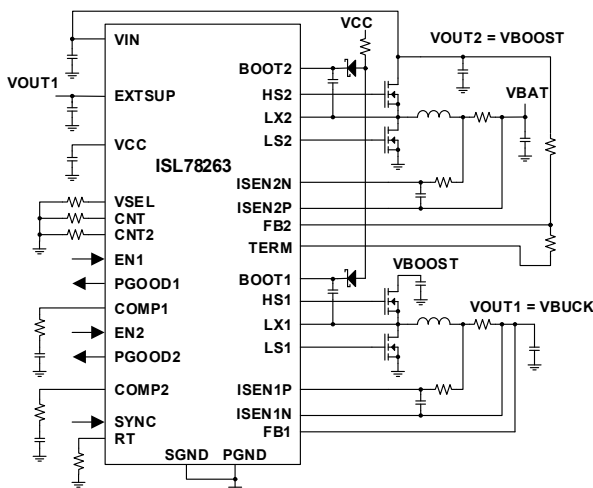 VCC
VIN
VOUT2 = VBOOST
BOOT2
VOUT1
EXTSUP
HS2
VBAT
LX2
VCC
LS2
ISL78263
ISEN2N
VSEL
ISEN2P
CNT
FB2
CNT2
TERM
EN1
BOOT1
VBOOST
PGOOD1
HS1
COMP1
VOUT1 = VBUCK
LX1
EN2
LS1
PGOOD2
ISEN1P
COMP2
ISEN1N
SYNC
FB1
RT
SGND PGND